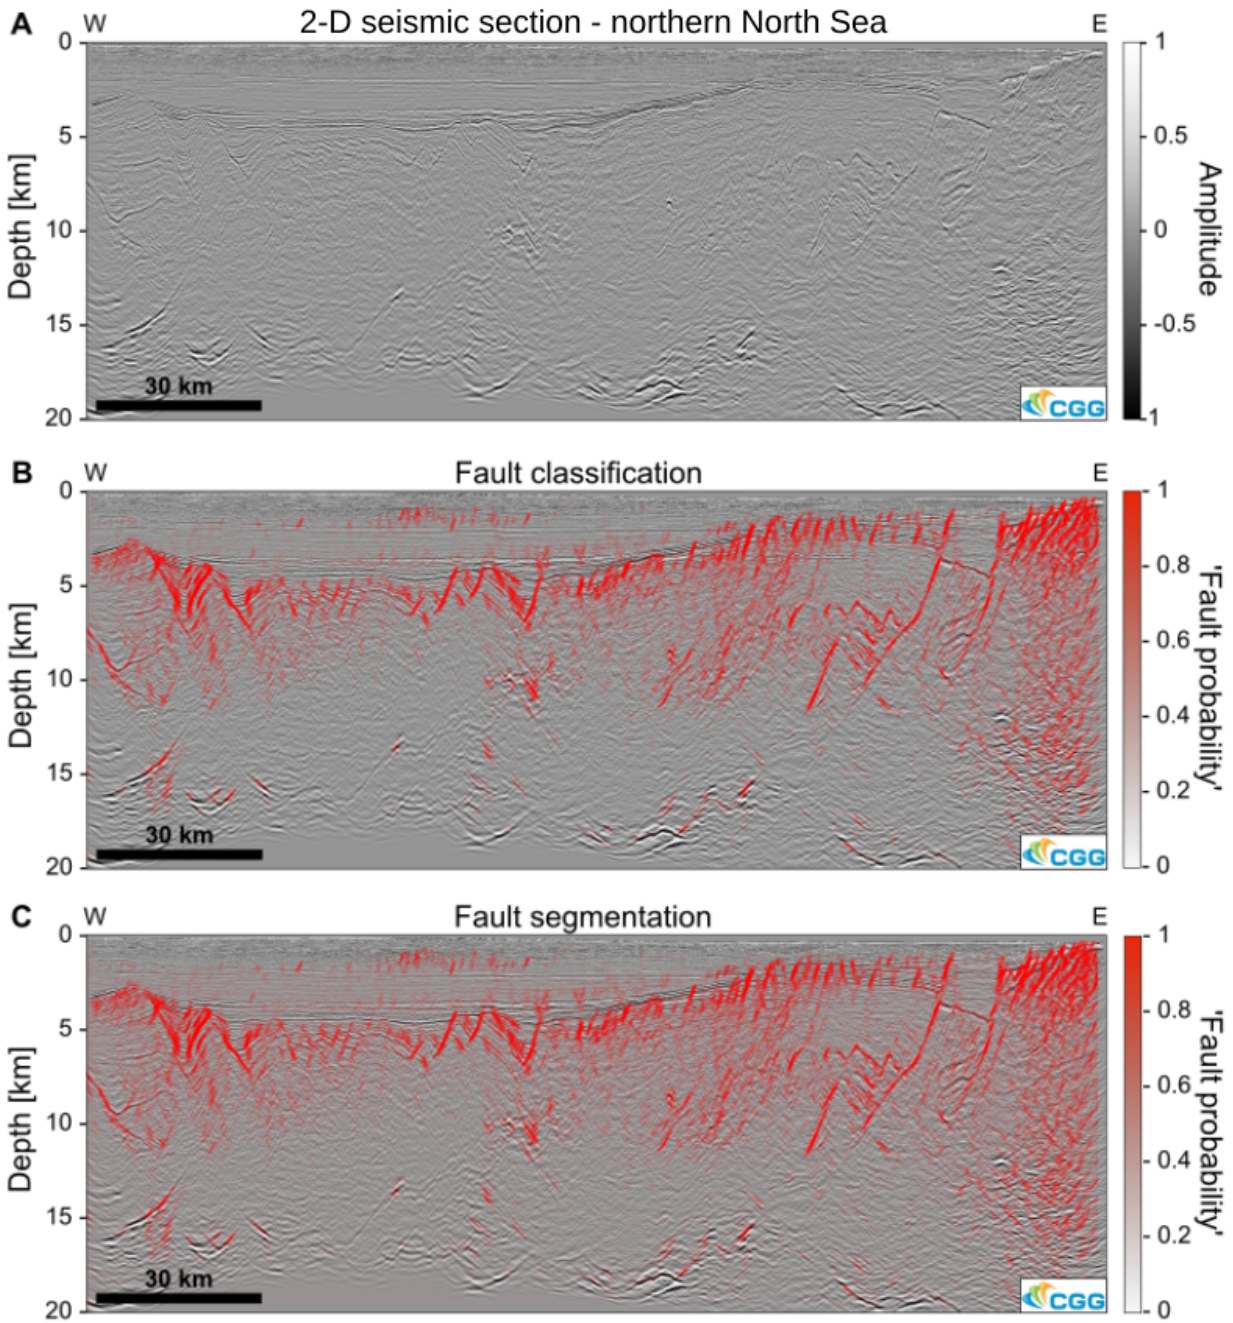 A W 2-D seismic section - northern North Sea E
0
5
10
15
20
Depth [km]
30 km
CGG
1
0.5
0
-0.5
-1
Amplitude
B W Fault classification E
0
5
10
15
20
Depth [km]
30 km
CGG
1
0.8
0.6
0.4
0.2
0
'Fault probability'
C W Fault segmentation E
0
5
10
15
20
Depth [km]
30 km
CGG
1
0.8
0.6
0.4
0.2
0
'Fault probability'